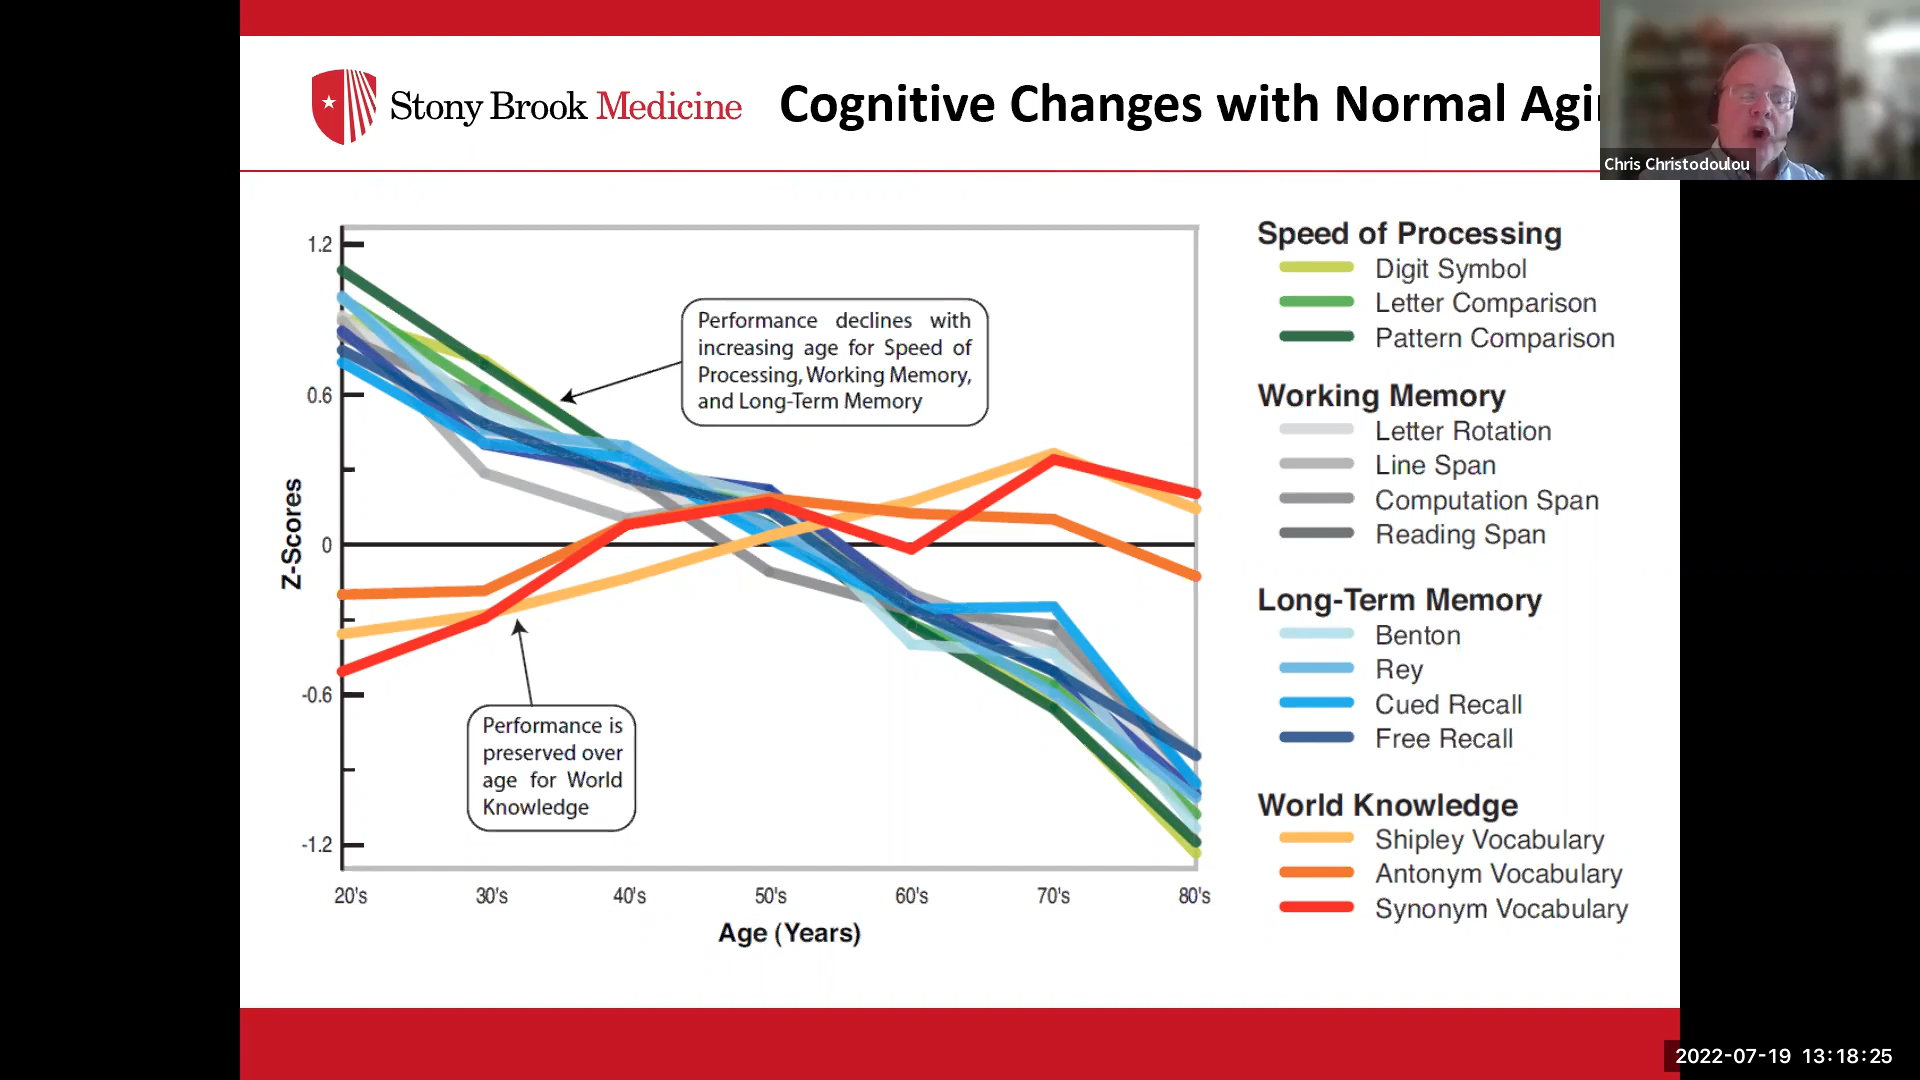 Stony Brook Medicine
Cognitive Changes with Normal Agi
Chris Christodoulou
1.2
0.6
0
-0.6
-1.2
Z-Scores
20's 30's 40's 50's 60's 70's 80's
Age (Years)
Performance declines with
increasing age for Speed of
Processing, Working Memory,
and Long-Term Memory
Performance is
preserved over
age for World
Knowledge
Speed of Processing
Digit Symbol
Letter Comparison
Pattern Comparison
Working Memory
Letter Rotation
Line Span
Computation Span
Reading Span
Long-Term Memory
Benton
Rey
Cued Recall
Free Recall
World Knowledge
Shipley Vocabulary
Antonym Vocabulary
Synonym Vocabulary
2022-07-19 13:18:25